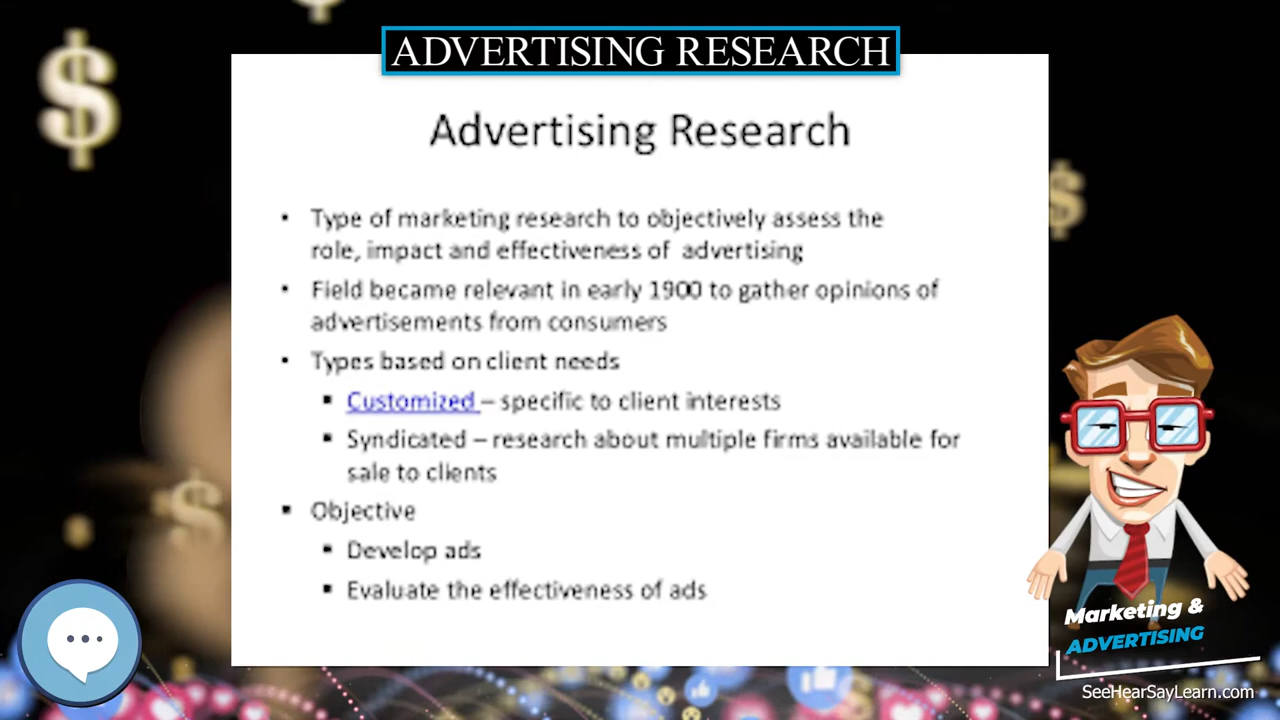 ADVERTISING RESEARCH
Advertising Research
• Type of marketing research to objectively assess the
role, impact and effectiveness of advertising
• Field became relevant in early 1900 to gather opinions of
advertisements from consumers
• Types based on client needs
▪ Customized – specific to client interests
▪ Syndicated – research about multiple firms available for
sale to clients
▪ Objective
▪ Develop ads
▪ Evaluate the effectiveness of ads
Marketing &
ADVERTISING
SeeHearSayLearn.com